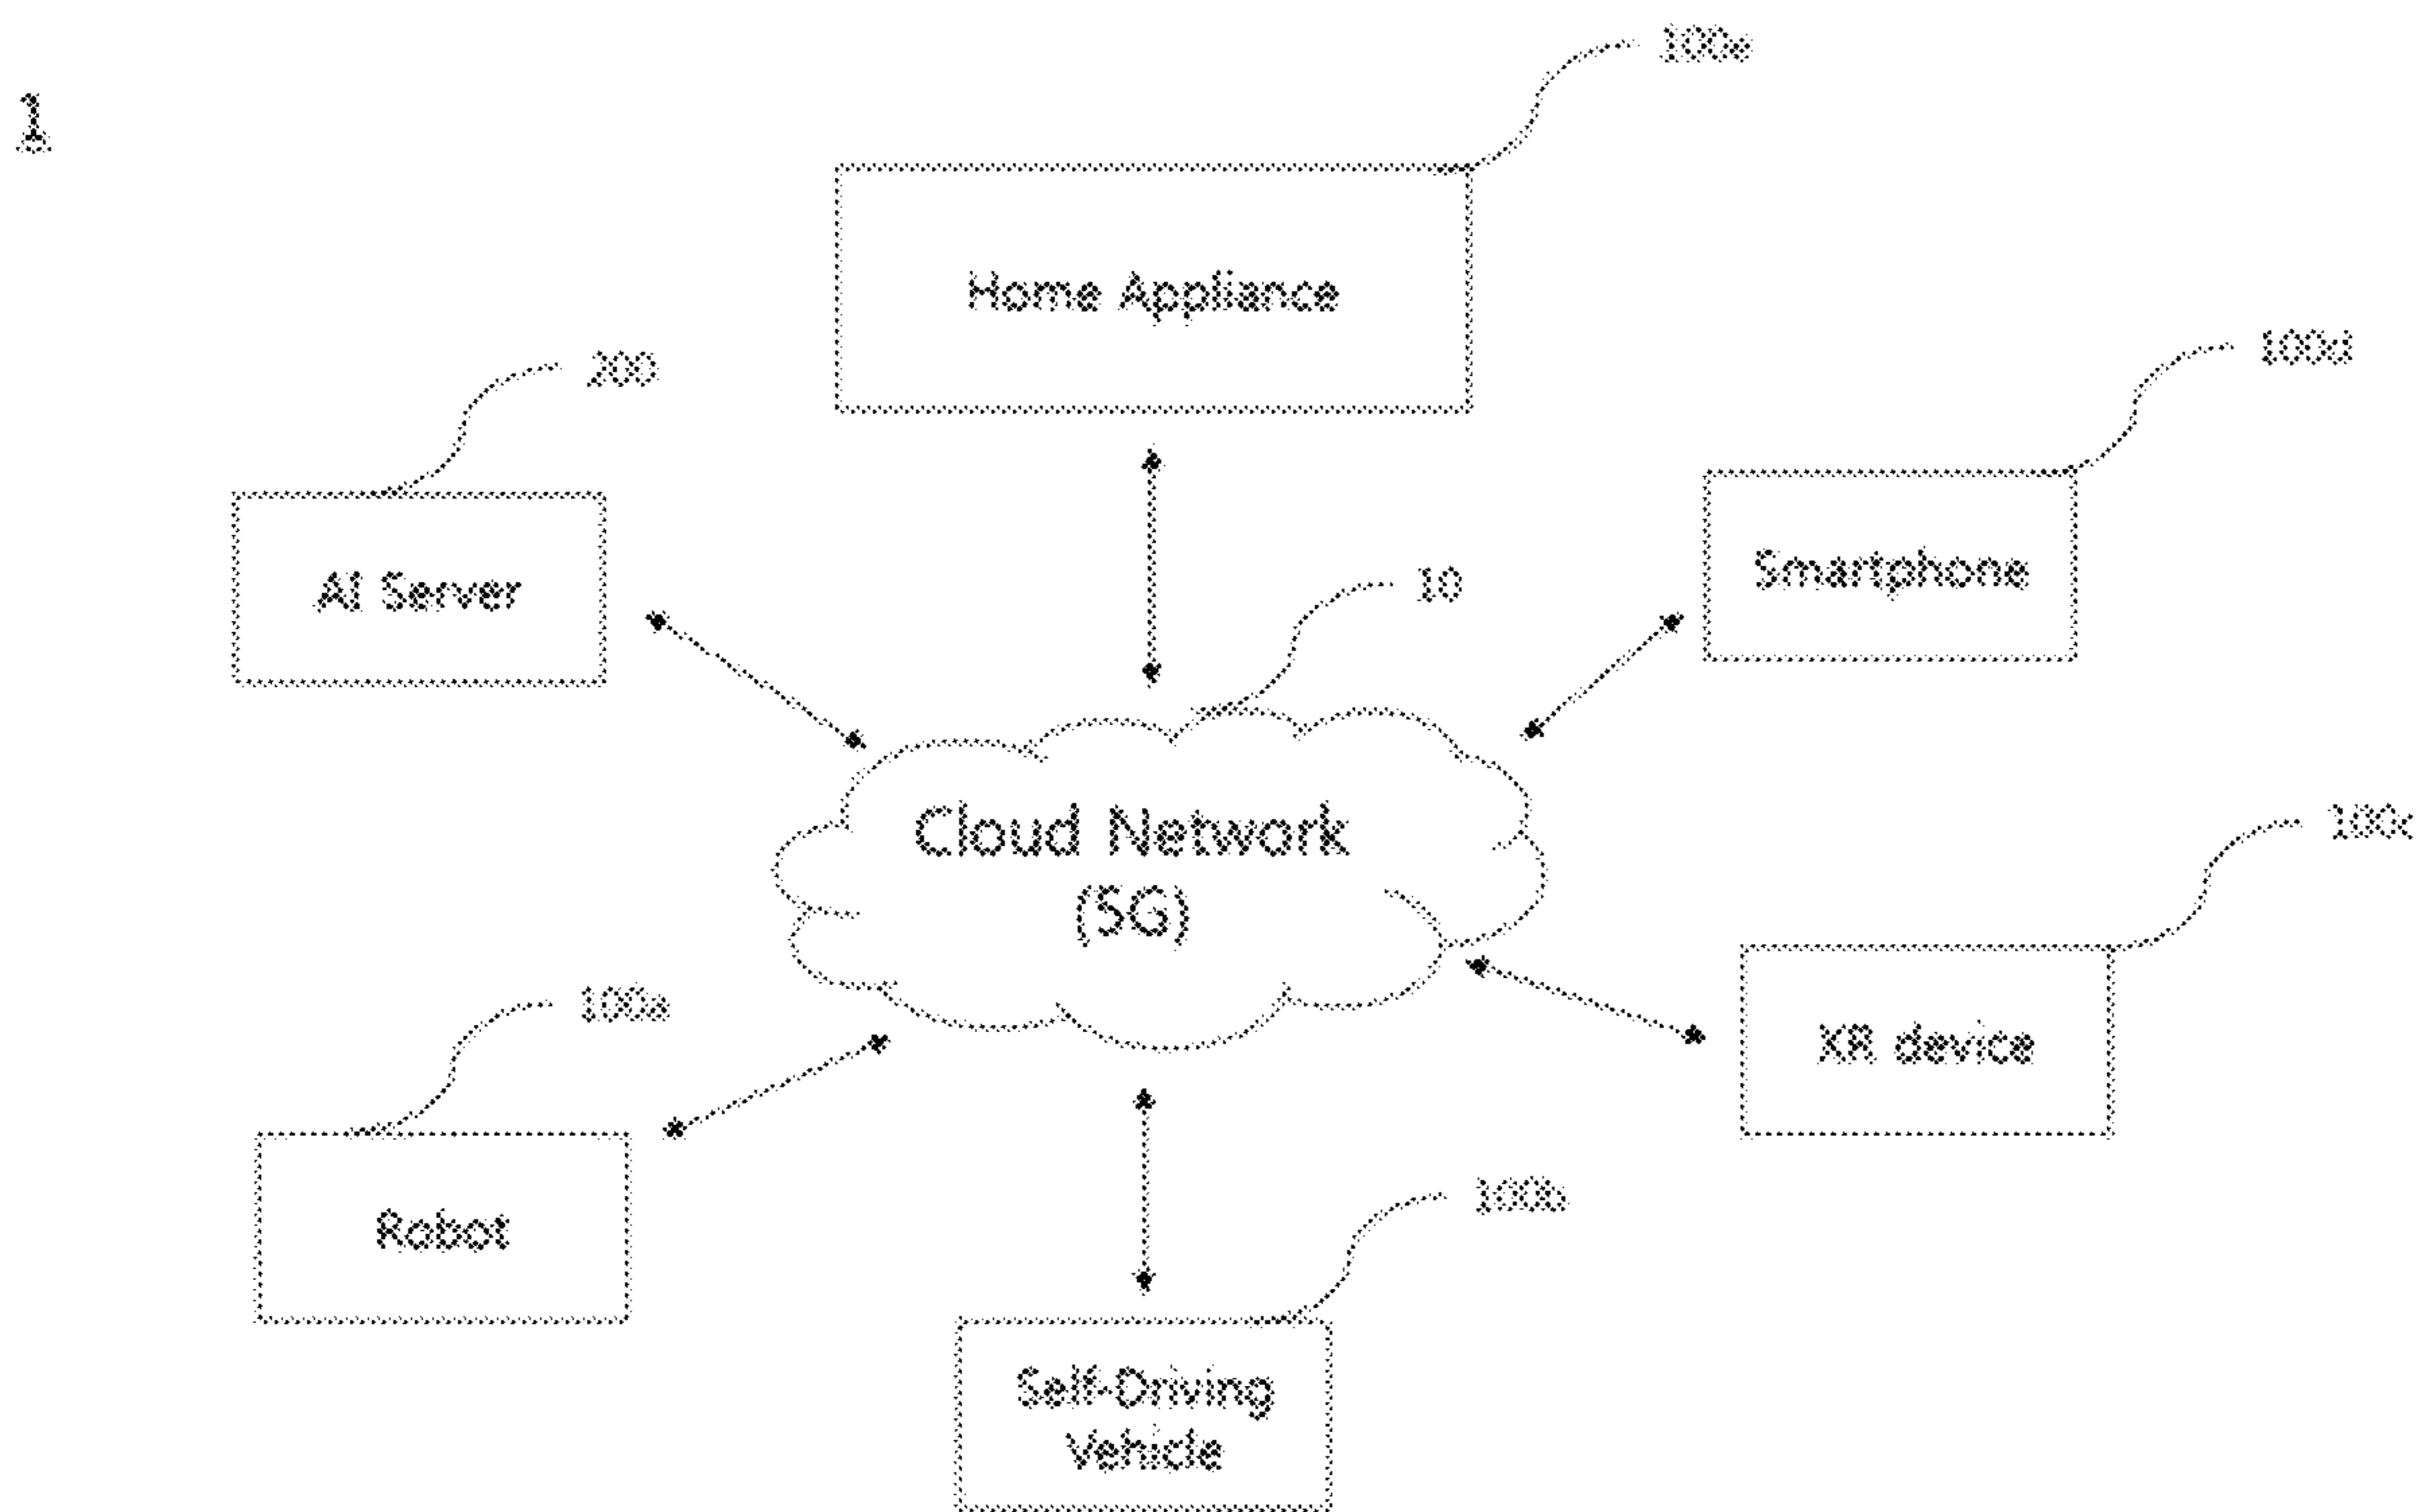 1
100e
Home Appliance
200
100d
AI Server
Smartphone
10
Cloud Network
(5G)
100c
100a
XR device
Robot
100b
Self-Driving
Vehicle